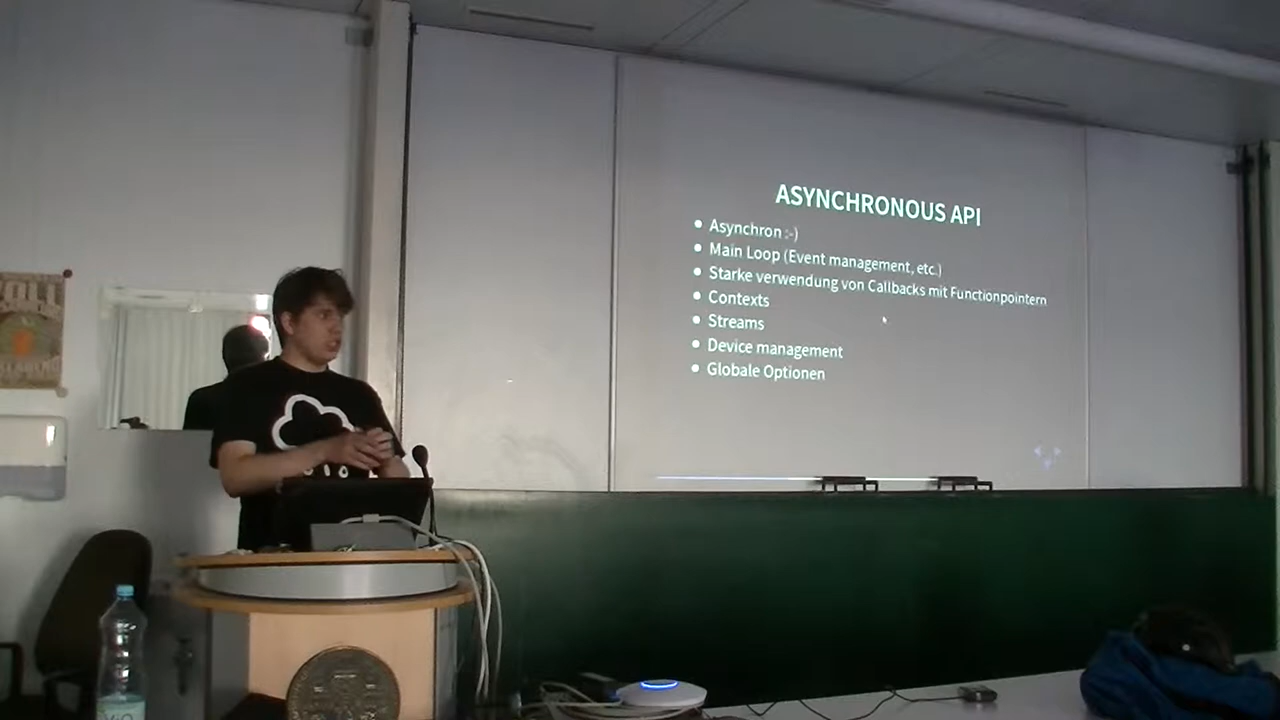 ASYNCHRONOUS API
Asynchron :-)
Main Loop (Event management, etc.)
Starke verwendung von Callbacks mit Functionpointern
Contexts
Streams
Device management
Globale Optionen